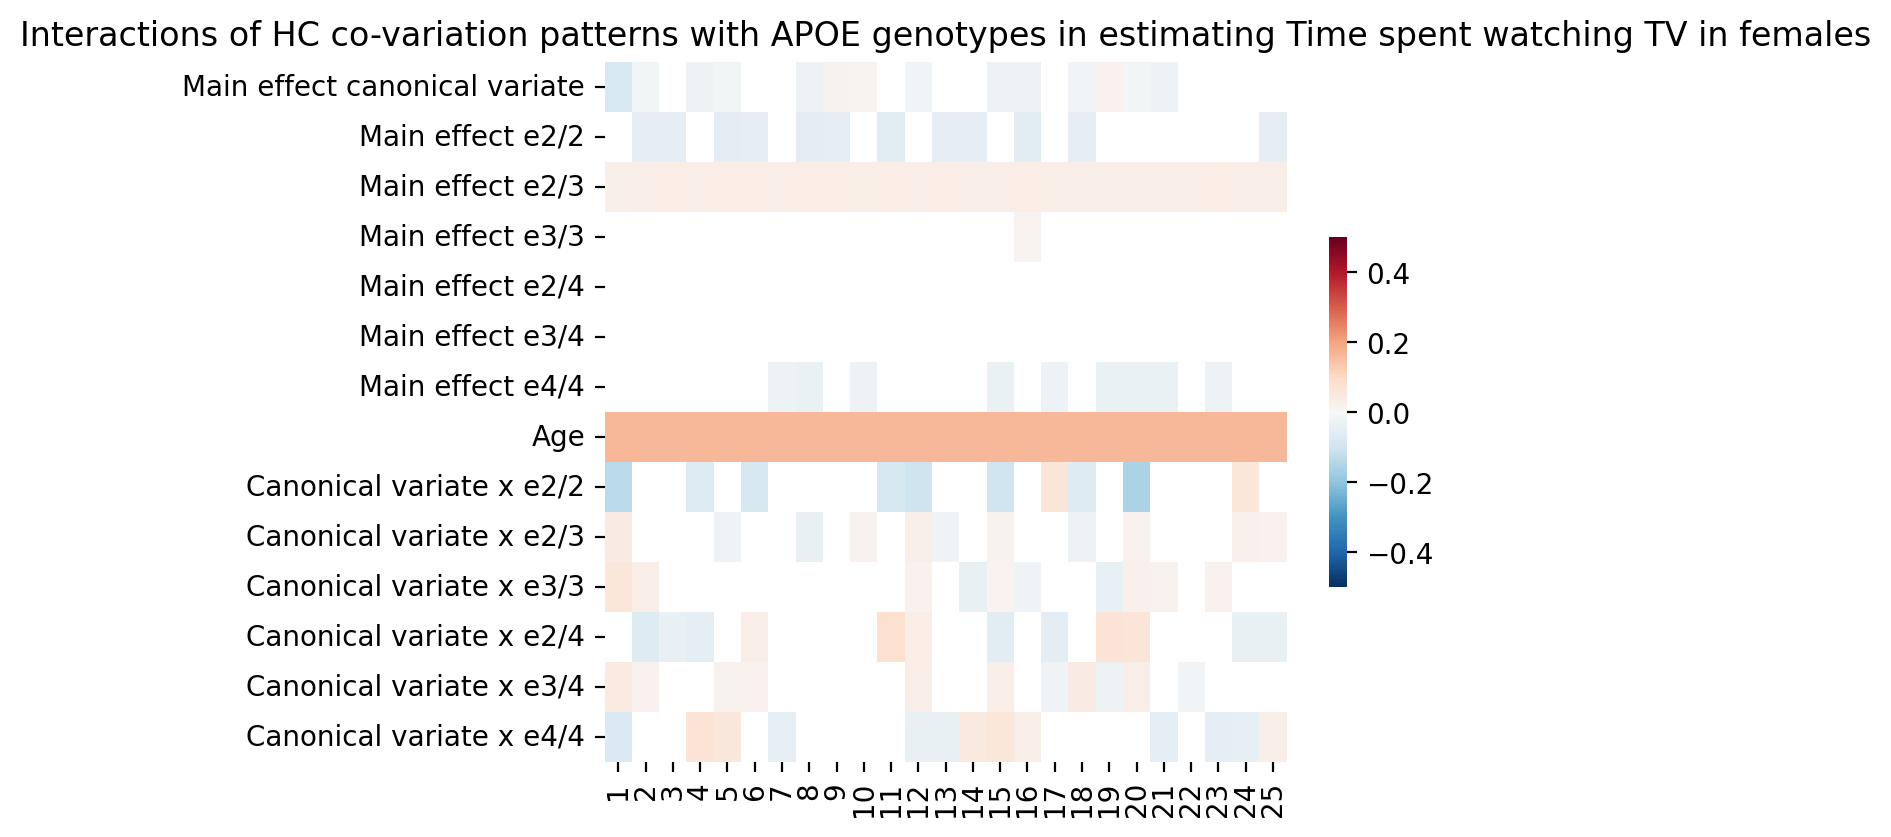 Interactions of HC co-variation patterns with APOE genotypes in estimating Time spent watching TV in females
Main effect canonical variate
Main effect e2/2
Main effect e2/3
Main effect e3/3
Main effect e2/4
Main effect e3/4
Main effect e4/4
Age
Canonical variate x e2/2
Canonical variate x e2/3
Canonical variate x e3/3
Canonical variate x e2/4
Canonical variate x e3/4
Canonical variate x e4/4
1 2 3 4 5 6 7 8 9 10 11 12 13 14 15 16 17 18 19 20 21 22 23 24 25
0.4
0.2
0.0
−0.2
−0.4